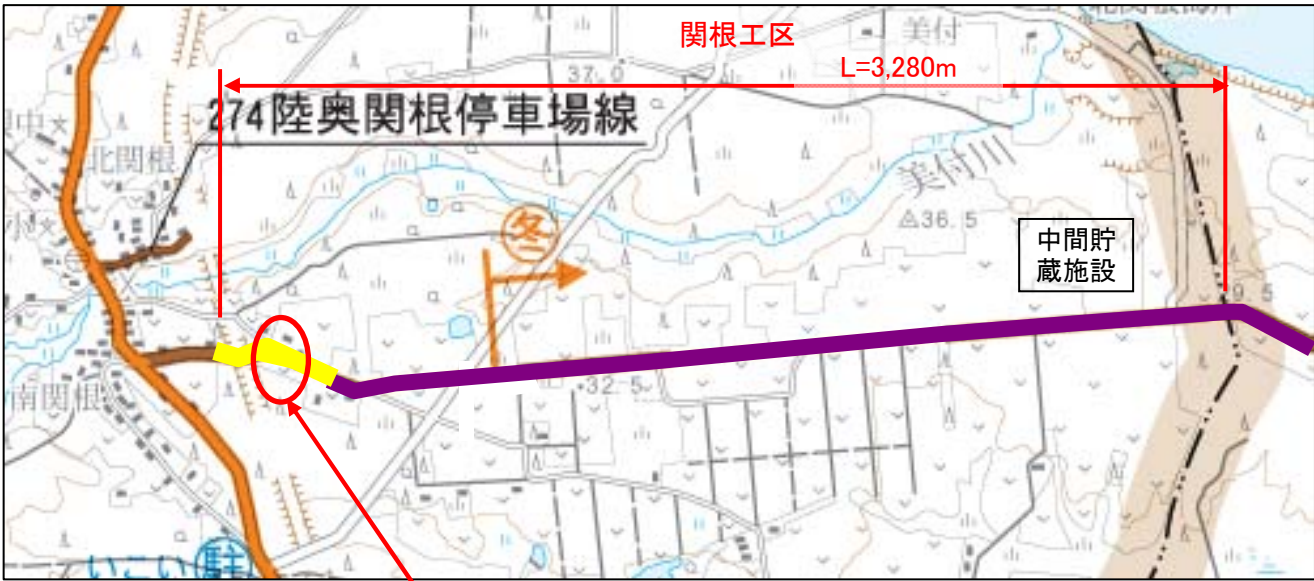 関根工区
美付
L=3,280m
37.0
274陸奥関根停車場線
北関根
美付川
冬
36.5
中間貯
蔵施設
9.5
32.5
南関根
いこい
駐